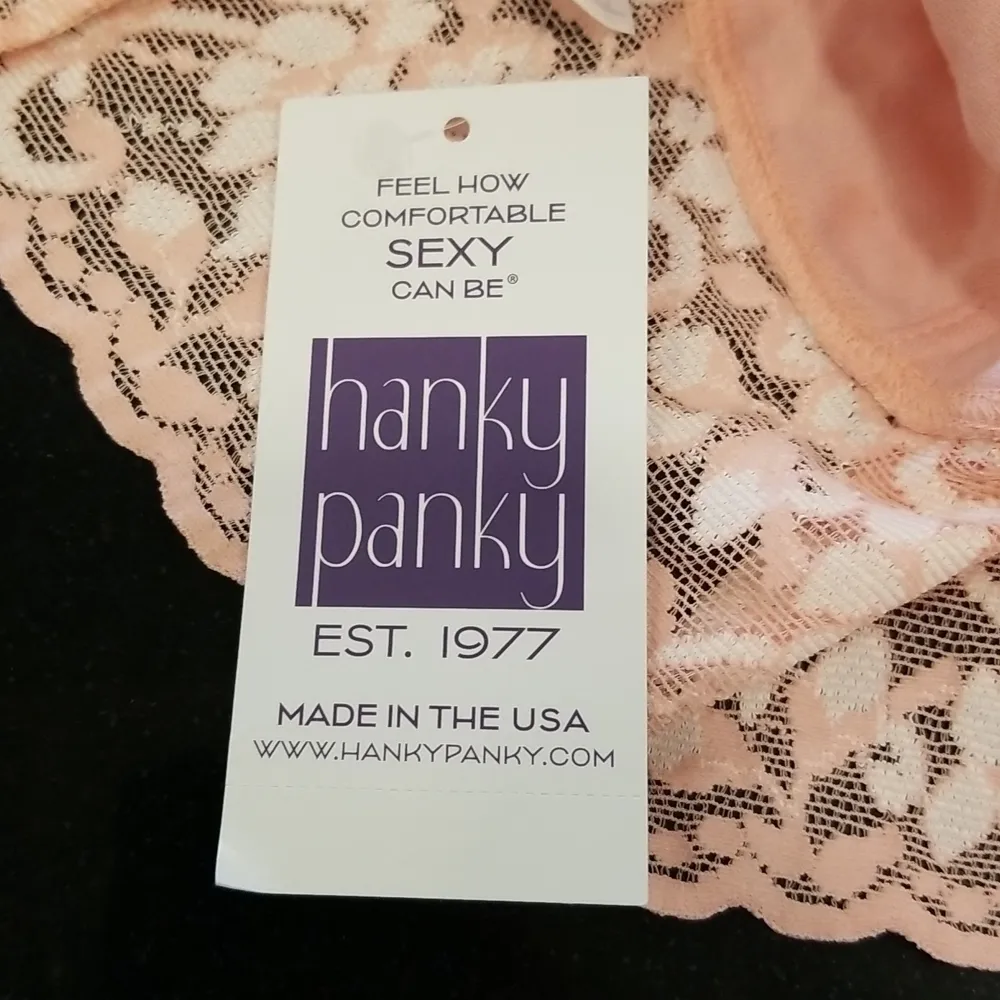 FEEL HOW
COMFORTABLE
SEXY
CAN BE®
hanky
panky
EST. 1977
MADE IN THE USA
WWW.HANKYPANKY.COM